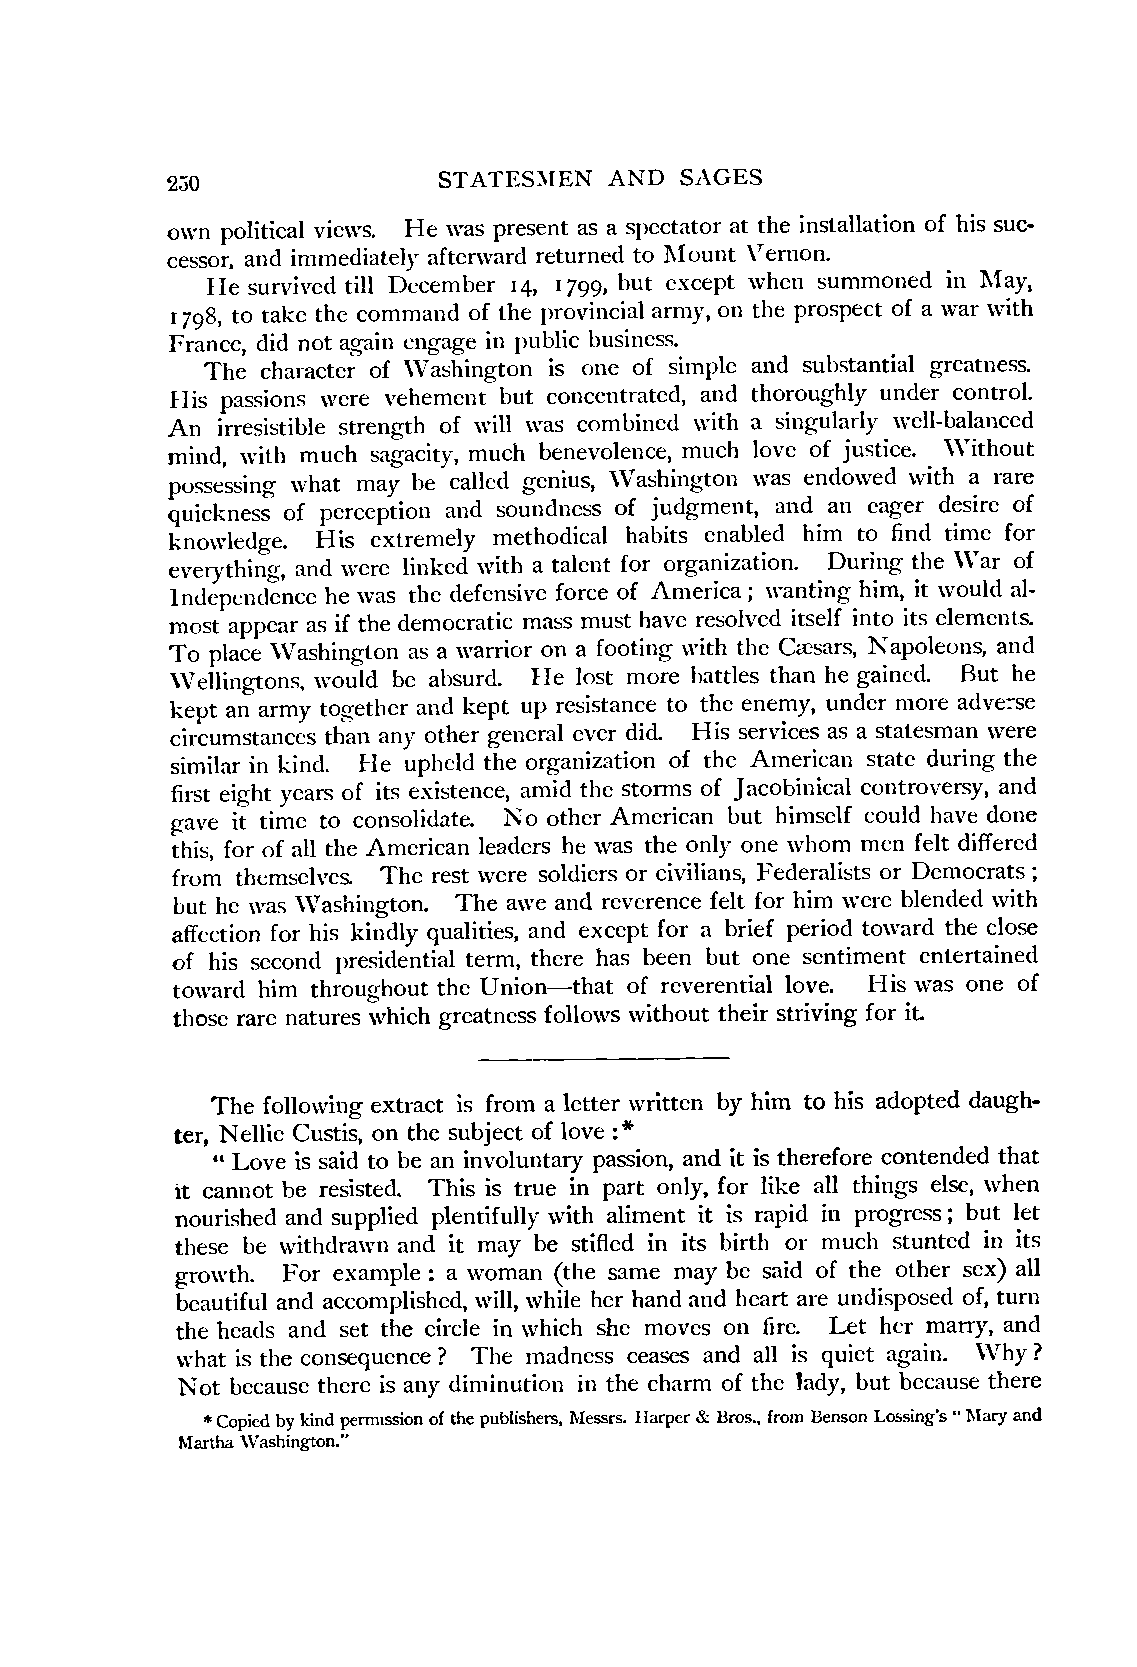 250 STATESMEN AND SAGES
own political views. He was present as a spectator at the installation of his suc-
cessor, and immediately afterward returned to Mount Vernon.
He survived till December 14, 1799, but except when summoned in May,
1798, to take the command of the provincial army, on the prospect of a war with
France, did not again engage in public business.
The character of Washington is one of simple and substantial greatness.
His passions were vehement but concentrated, and thoroughly under control.
An irresistible strength of will was combined with a singularly well-balanced
mind, with much sagacity, much benevolence, much love of justice. Without
possessing what may be called genius, Washington was endowed with a rare
quickness of perception and soundness of judgment, and an eager desire of
knowledge. His extremely methodical habits enabled him to find time for
everything, and were linked with a talent for organization. During the War of
Independence he was the defensive force of America; wanting him, it would al-
most appear as if the democratic mass must have resolved itself into its elements.
To place Washington as a warrior on a footing with the Cæsars, Napoleons, and
Wellingtons, would be absurd. He lost more battles than he gained. But he
kept an army together and kept up resistance to the enemy, under more adverse
circumstances than any other general ever did. His services as a statesman were
similar in kind. He upheld the organization of the American state during the
first eight years of its existence, amid the storms of Jacobinical controversy, and
gave it time to consolidate. No other American but himself could have done
this, for of all the American leaders he was the only one whom men felt differed
from themselves. The rest were soldiers or civilians, Federalists or Democrats;
but he was Washington. The awe and reverence felt for him were blended with
affection for his kindly qualities, and except for a brief period toward the close
of his second presidential term, there has been but one sentiment entertained
toward him throughout the Union—that of reverential love. His was one of
those rare natures which greatness follows without their striving for it.
The following extract is from a letter written by him to his adopted daugh-
ter, Nellie Custis, on the subject of love :*
“ Love is said to be an involuntary passion, and it is therefore contended that
it cannot be resisted. This is true in part only, for like all things else, when
nourished and supplied plentifully with aliment it is rapid in progress; but let
these be withdrawn and it may be stifled in its birth or much stunted in its
growth. For example : a woman (the same may be said of the other sex) all
beautiful and accomplished, will, while her hand and heart are undisposed of, turn
the heads and set the circle in which she moves on fire. Let her marry, and
what is the consequence ? The madness ceases and all is quiet again. Why ?
Not because there is any diminution in the charm of the lady, but because there
* Copied by kind permission of the publishers, Messrs. Harper & Bros., from Benson Lossing's “ Mary and
Martha Washington.”